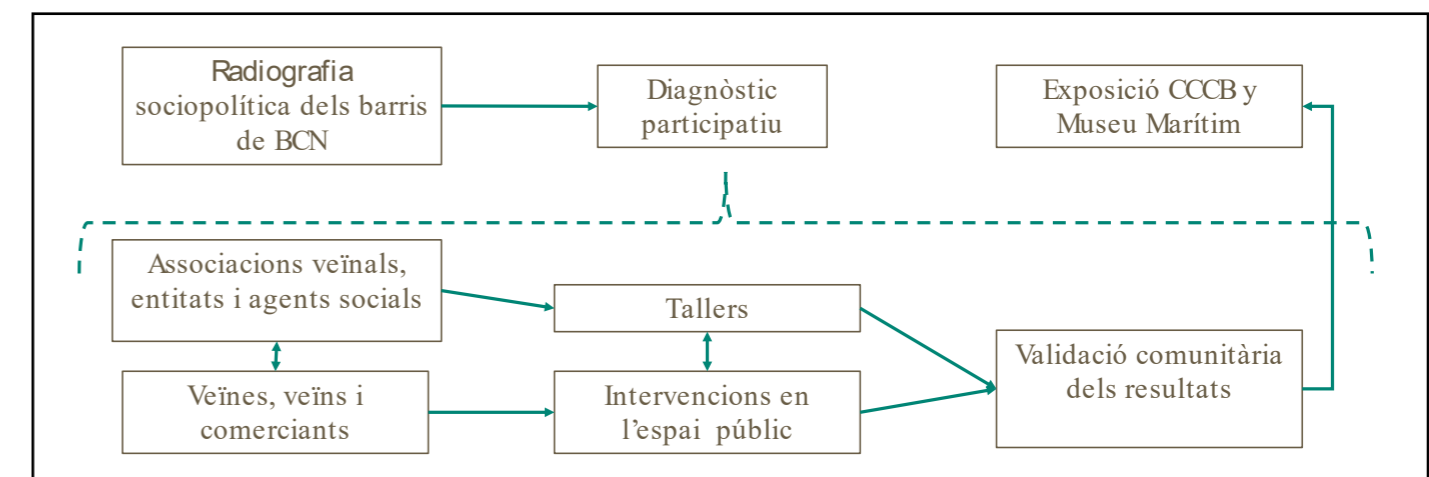 Radiografia
sociopolítica dels barris
de BCN
Diagnòstic
participatiu
Exposició CCCB y
Museu Marítim
Associacions veïnals,
entitats i agents socials
Tallers
Validació comunitària
dels resultats
Veïnes, veïns i
comerciants
Intervencions en
l’espai públic